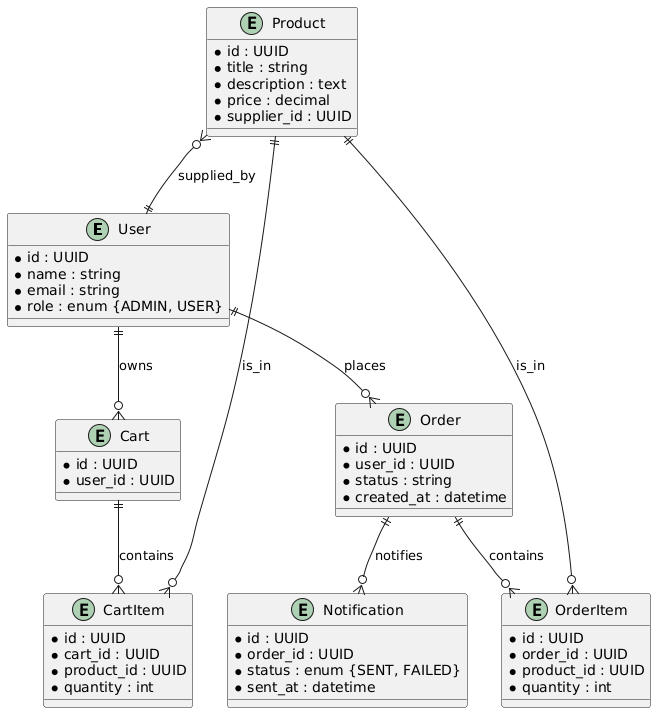 E Product
id : UUID
title : string
description : text
price : decimal
supplier_id : UUID
supplied_by
E User
id : UUID
name : string
email : string
role : enum {ADMIN, USER}
owns
is_in
places
is_in
E Cart
id : UUID
user_id : UUID
E Order
id : UUID
user_id : UUID
status : string
created_at : datetime
contains
notifies
contains
E CartItem
id : UUID
cart_id : UUID
product_id : UUID
quantity : int
E Notification
id : UUID
order_id : UUID
status : enum {SENT, FAILED}
sent_at : datetime
E OrderItem
id : UUID
order_id : UUID
product_id : UUID
quantity : int